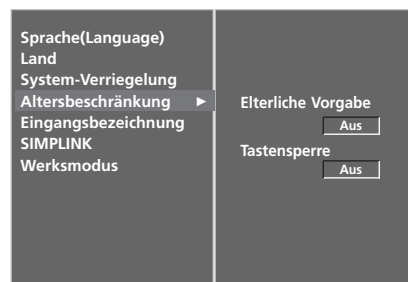 Sprache(Language)
Land
System-Verriegelung
Altersbeschränkung ►
Eingangsbezeichnung
SIMPLINK
Werksmodus
Elterliche Vorgabe
Aus
Tastensperre
Aus